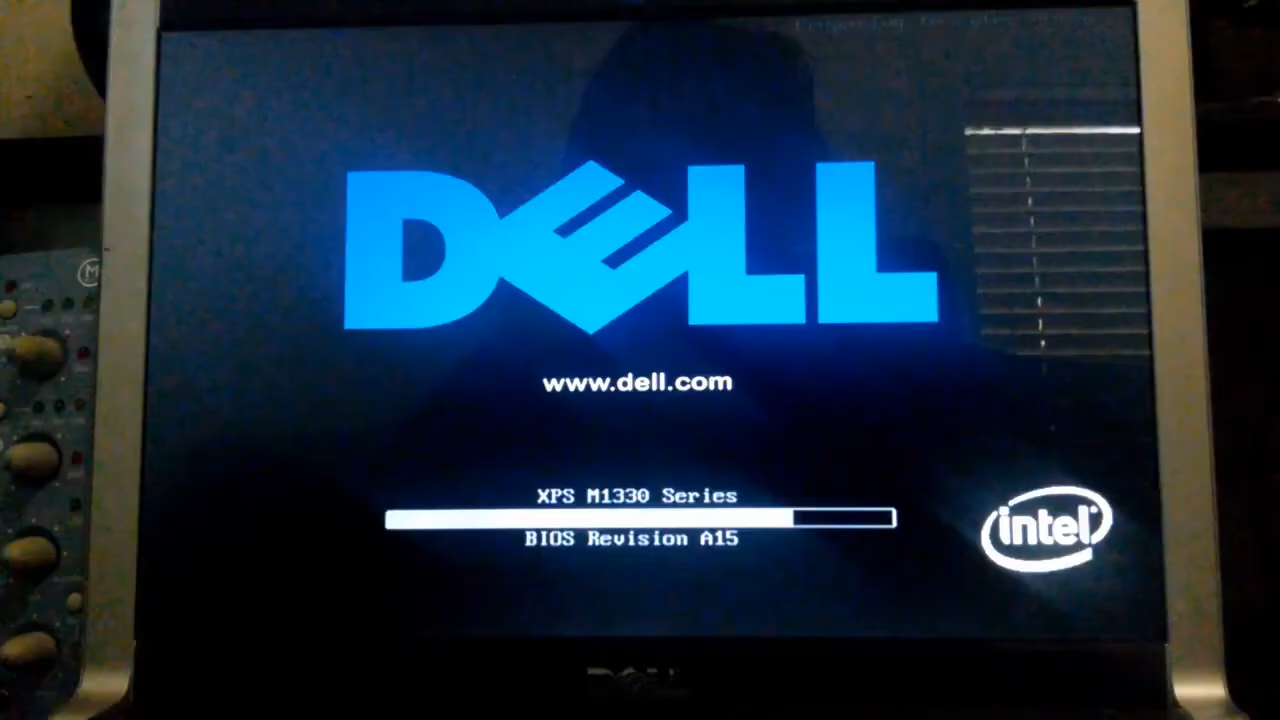 DELL
www.dell.com
XPS M1330 Series
BIOS Revision A15
intel
DELL
M